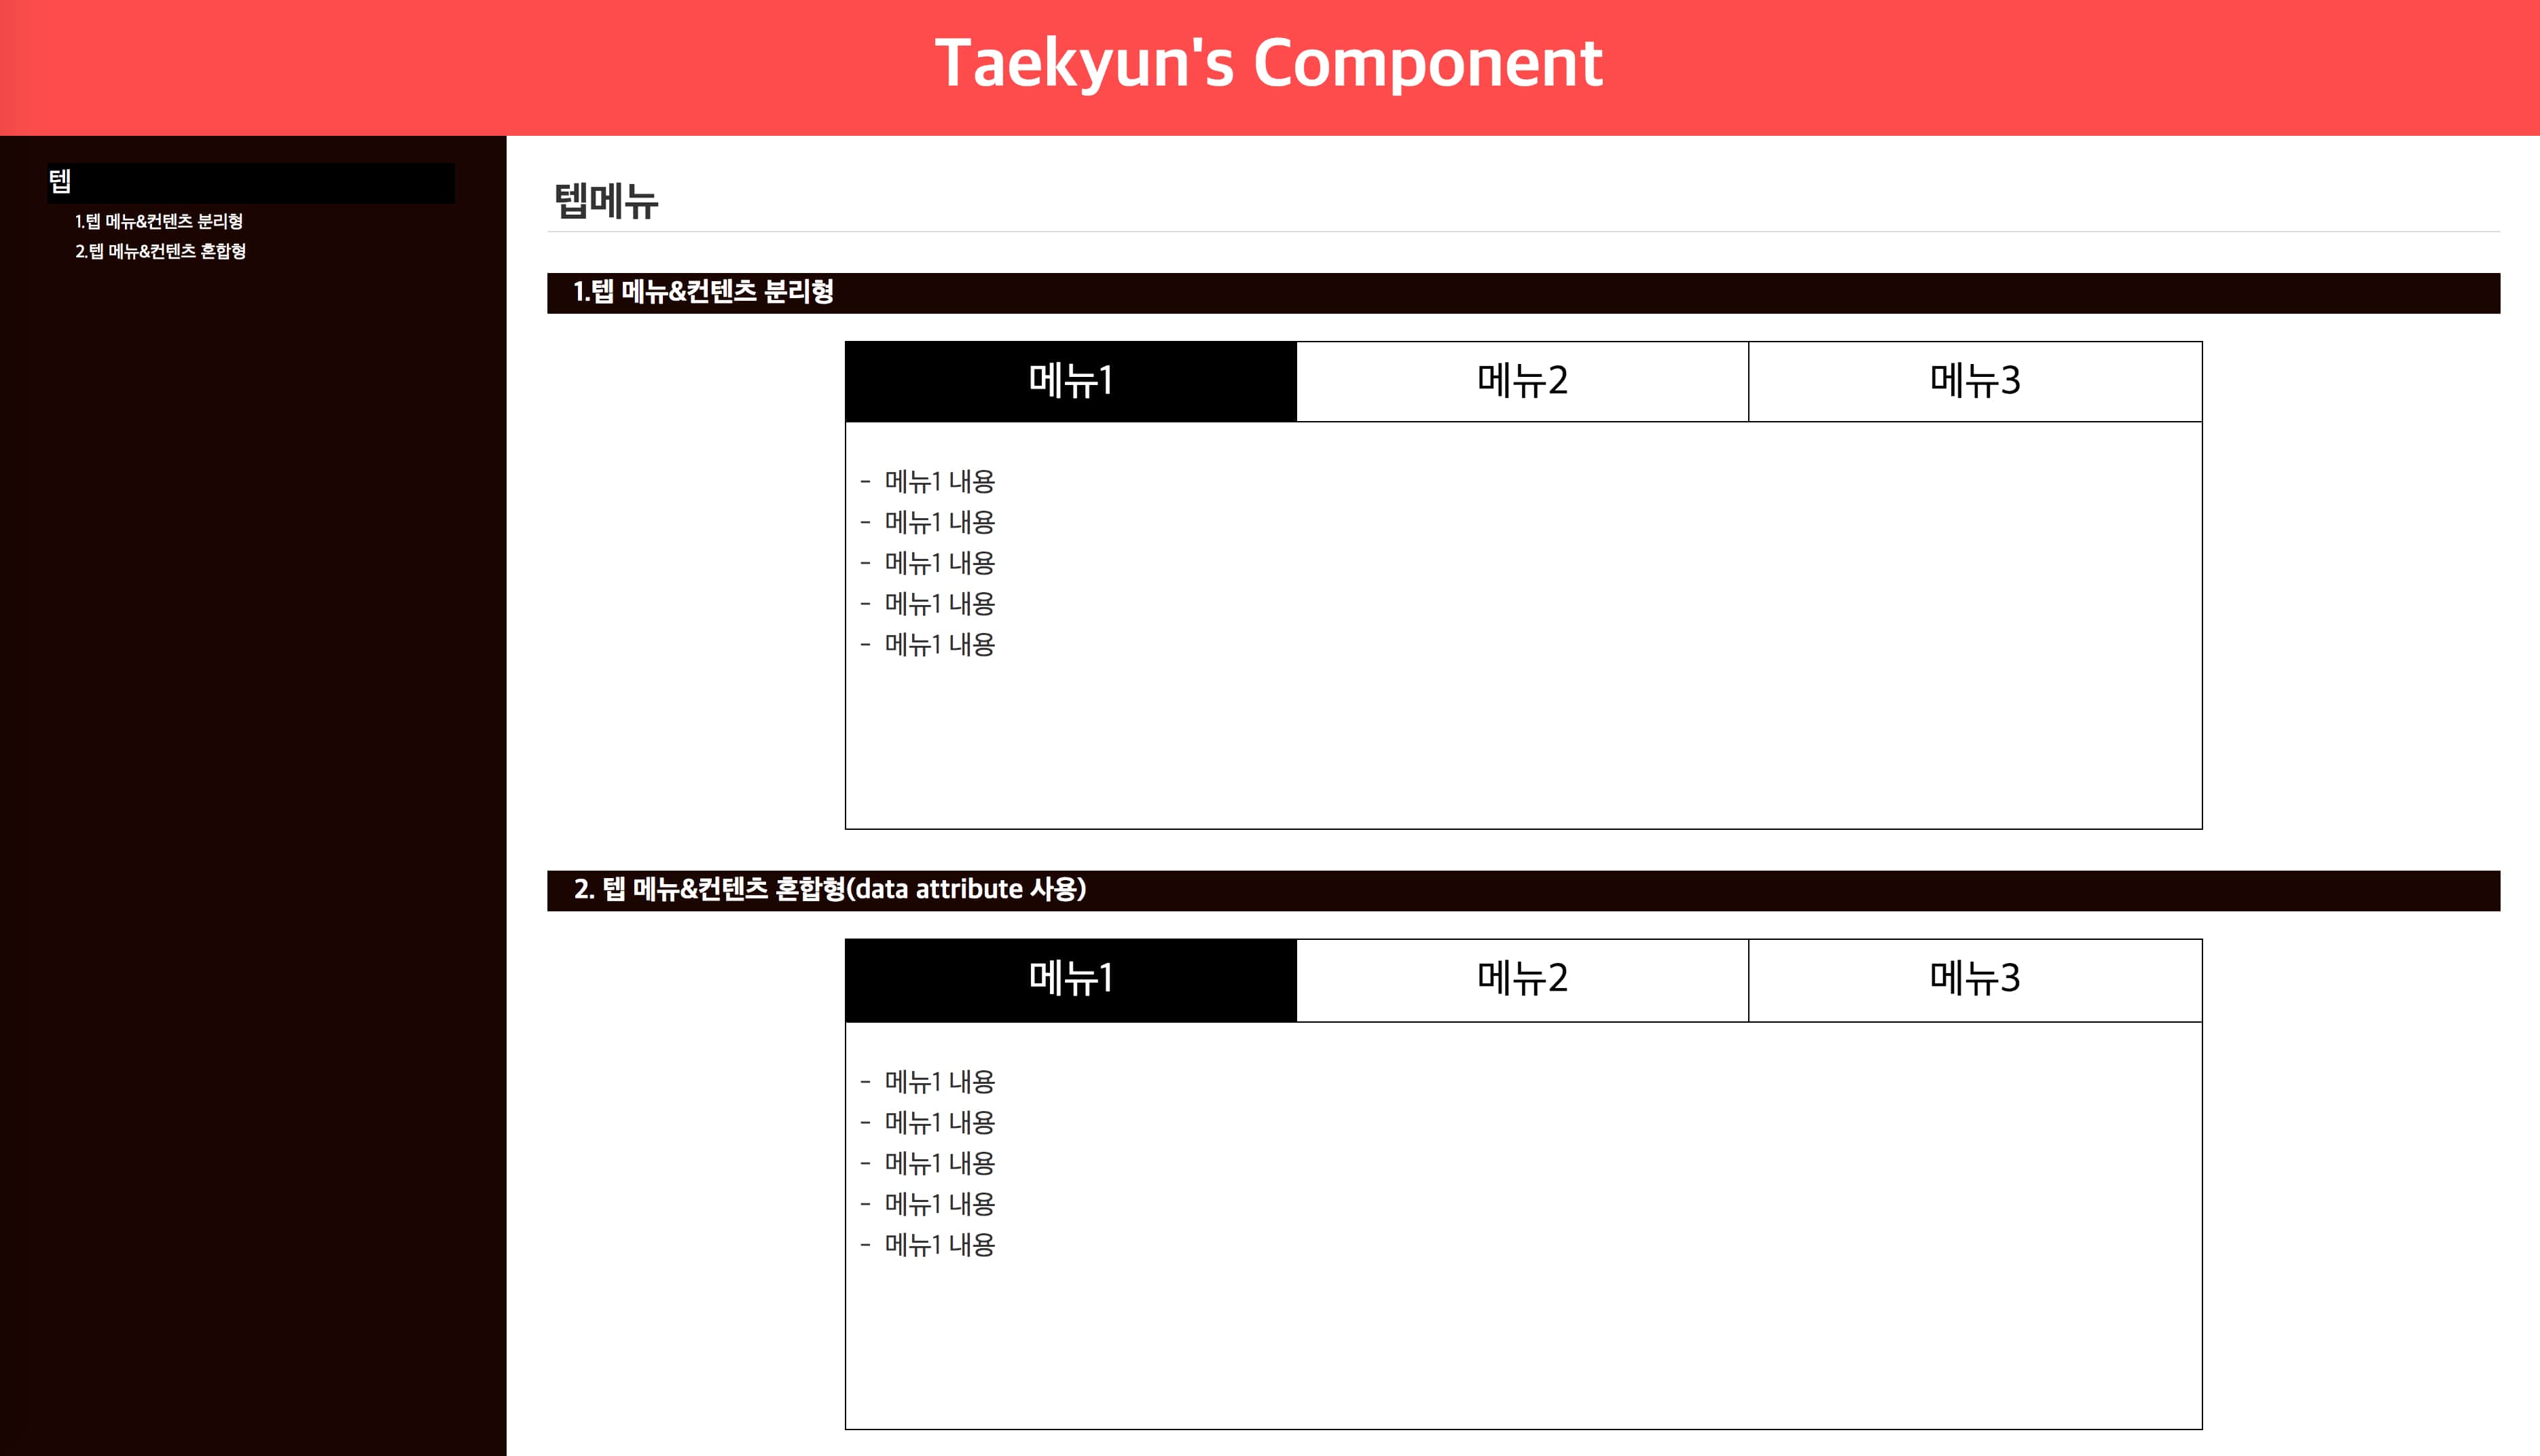 Taekyun's Component
텝
1.텝 메뉴&컨텐츠 분리형
2.텝 메뉴&컨텐츠 혼합형
텝메뉴
1.텝 메뉴&컨텐츠 분리형
메뉴1 메뉴2 메뉴3
- 메뉴1 내용
- 메뉴1 내용
- 메뉴1 내용
- 메뉴1 내용
- 메뉴1 내용
2. 텝 메뉴&컨텐츠 혼합형(data attribute 사용)
메뉴1 메뉴2 메뉴3
- 메뉴1 내용
- 메뉴1 내용
- 메뉴1 내용
- 메뉴1 내용
- 메뉴1 내용